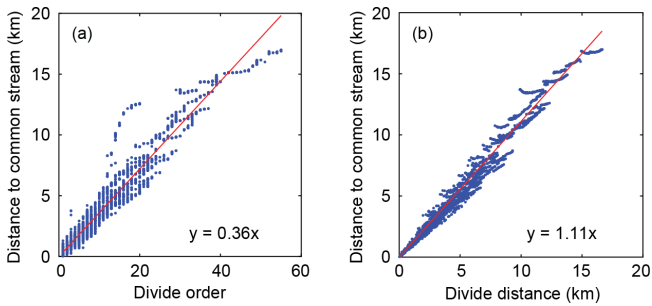 (a)
Distance to common stream (km)
20
15
10
5
0
y = 0.36x
0
20
40
60
Divide order
(b)
Distance to common stream (km)
20
15
10
5
0
y = 1.11x
0
5
10
15
20
Divide distance (km)